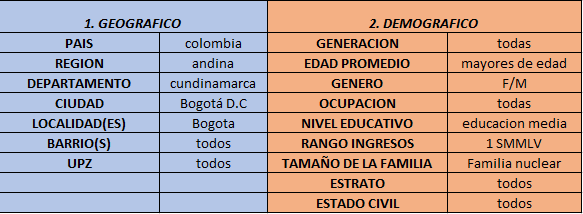 1. GEOGRAFICO 2. DEMOGRAFICO
PAIS colombia GENERACION todas
REGION andina EDAD PROMEDIO mayores de edad
DEPARTAMENTO cundinamarca GENERO F/M
CIUDAD Bogotá D.C OCUPACION todas
LOCALIDAD(ES) Bogota NIVEL EDUCATIVO educacion media
BARRIO(S) todos RANGO INGRESOS 1 SMMLV
UPZ todos TAMAÑO DE LA FAMILIA Familia nuclear
ESTRATO todos
ESTADO CIVIL todos